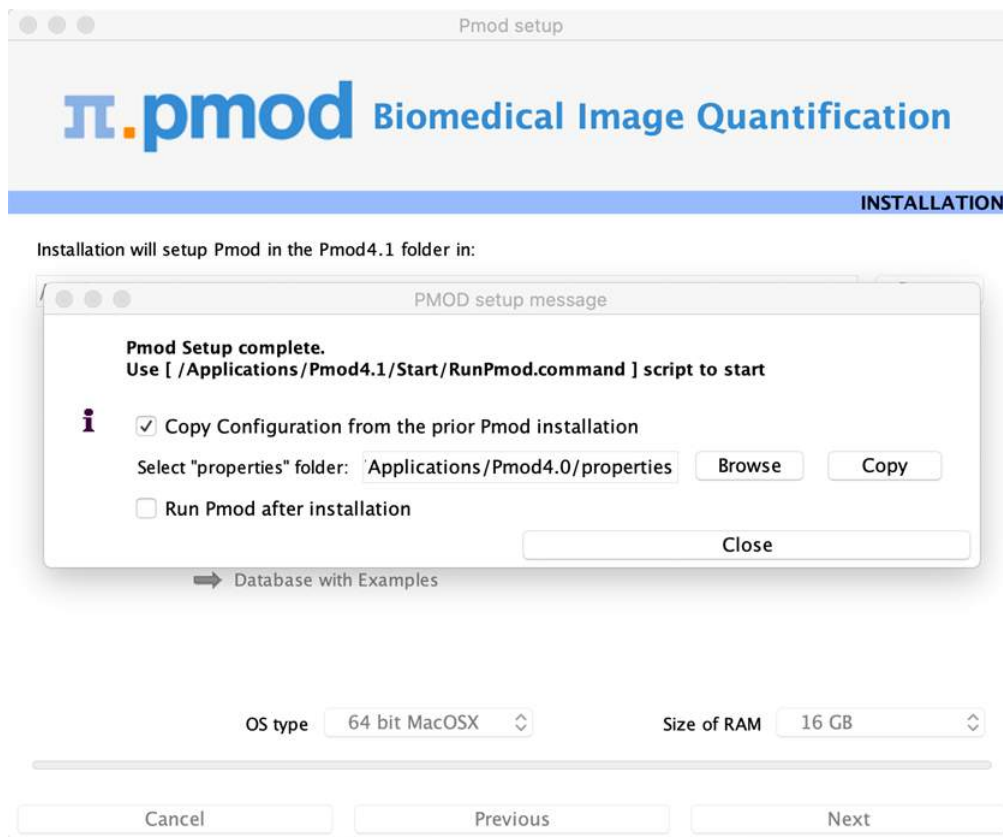 Pmod setup
π.pmod Biomedical Image Quantification
INSTALLATION
Installation will setup Pmod in the Pmod4.1 folder in:
PMOD setup message
Pmod Setup complete.
Use [ /Applications/Pmod4.1/Start/RunPmod.command ] script to start
Copy Configuration from the prior Pmod installation
Select "properties" folder: Applications/Pmod4.0/properties Browse Copy
Run Pmod after installation
Close
Database with Examples
OS type 64 bit MacOSX Size of RAM 16 GB
Cancel Previous Next